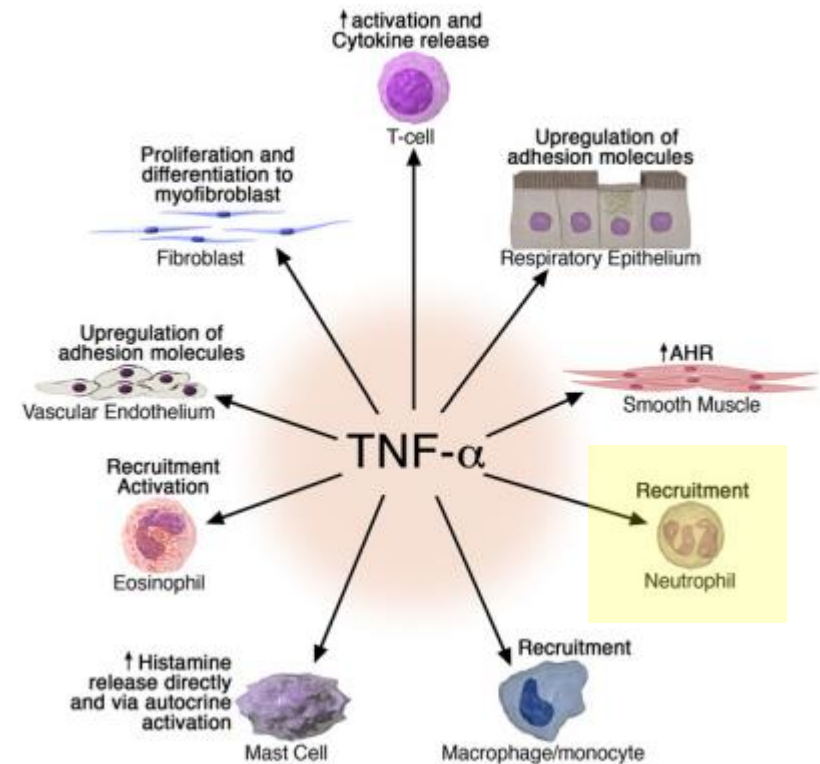 ↑activation and
Cytokine release
T-cell
Upregulation of
adhesion molecules
Respiratory Epithelium
Proliferation and
differentiation to
myofibroblast
Fibroblast
Upregulation of
adhesion molecules
Vascular Endothelium
↑AHR
Smooth Muscle
TNF-α
Recruitment
Activation
Eosinophil
Recruitment
Neutrophil
↑Histamine
release directly
and via autocrine
activation
Mast Cell
Recruitment
Macrophage/monocyte